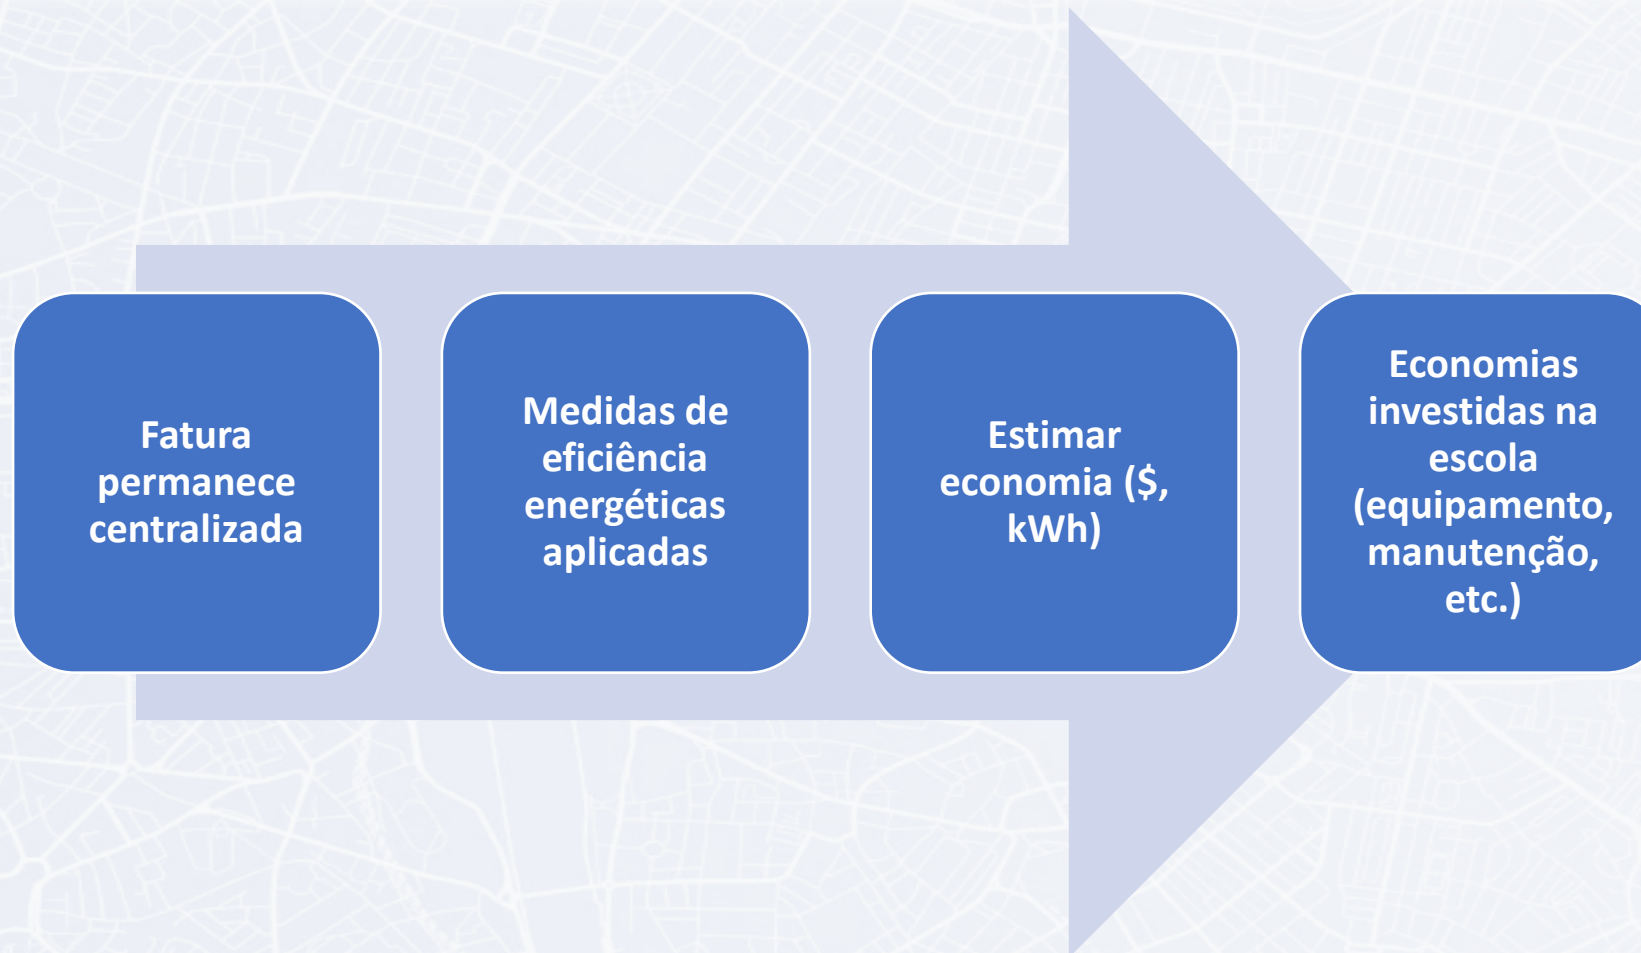 Fatura
permanece
centralizada
Medidas de
eficiência
energéticas
aplicadas
Estimar
economia ($,
kWh)
Economias
investidas na
escola
(equipamento,
manutenção,
etc.)